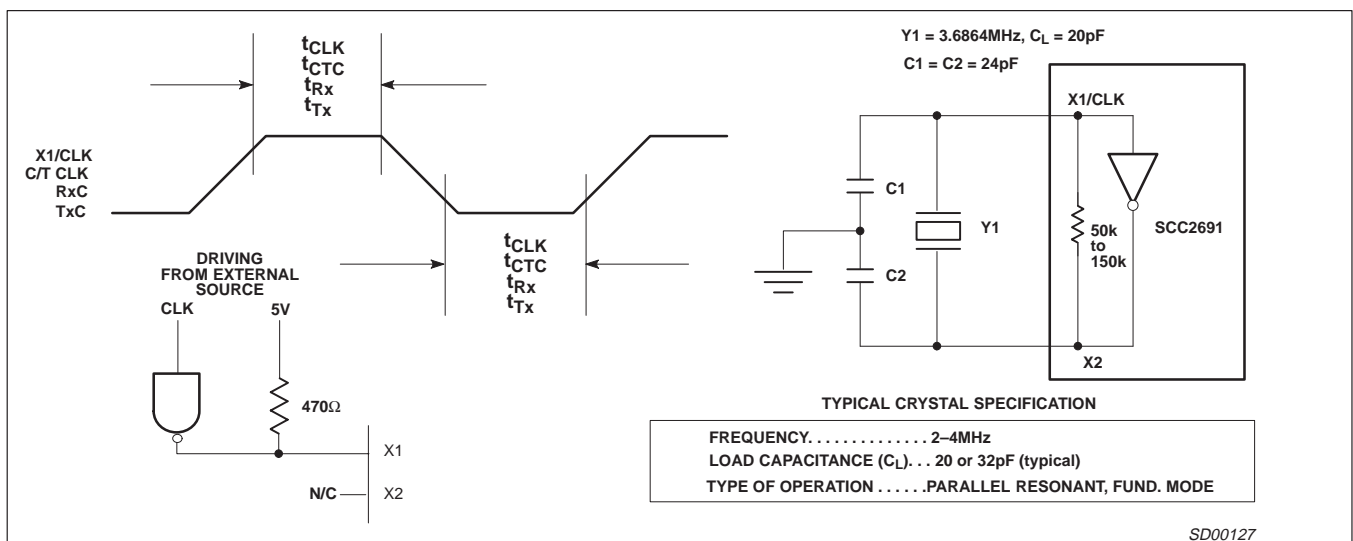 tCLK
tCTC
tRx
tTx
X1/CLK
C/T CLK
RxC
TxC
tCLK
tCTC
tRx
tTx
DRIVING
FROM EXTERNAL
SOURCE
CLK
5V
470Ω
X1
N/C
X2
Y1 = 3.6864MHz, CL = 20pF
C1 = C2 = 24pF
X1/CLK
C1
Y1
C2
50k
to
150k
SCC2691
X2
TYPICAL CRYSTAL SPECIFICATION
FREQUENCY. . . . . . . . . . . . . 2–4MHz
LOAD CAPACITANCE (CL). . . 20 or 32pF (typical)
TYPE OF OPERATION . . . . . .PARALLEL RESONANT, FUND. MODE
SD00127